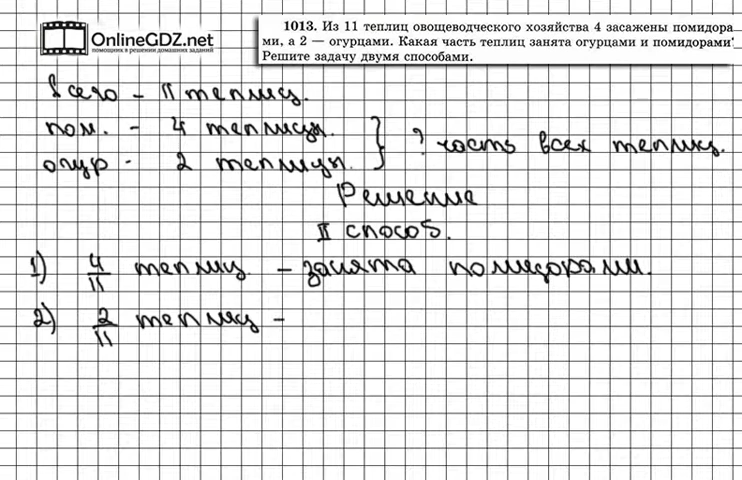 OnlineGDZ.net
помощник в решении домашних заданий
1013. Из 11 теплиц овощеводческого хозяйства 4 засажены помидора
ми, а 2 — огурцами. Какая часть теплиц занята огурцами и помидорами?
Решите задачу двумя способами.
Всего - 11 теплиц.
пом. - 4 теплицы.
огур - 2 теплицы. } ? часть всех теплиц.
Решение
II способ.
1) 4/11 теплиц - занята помидорами.
2) 2/11 теплиц -